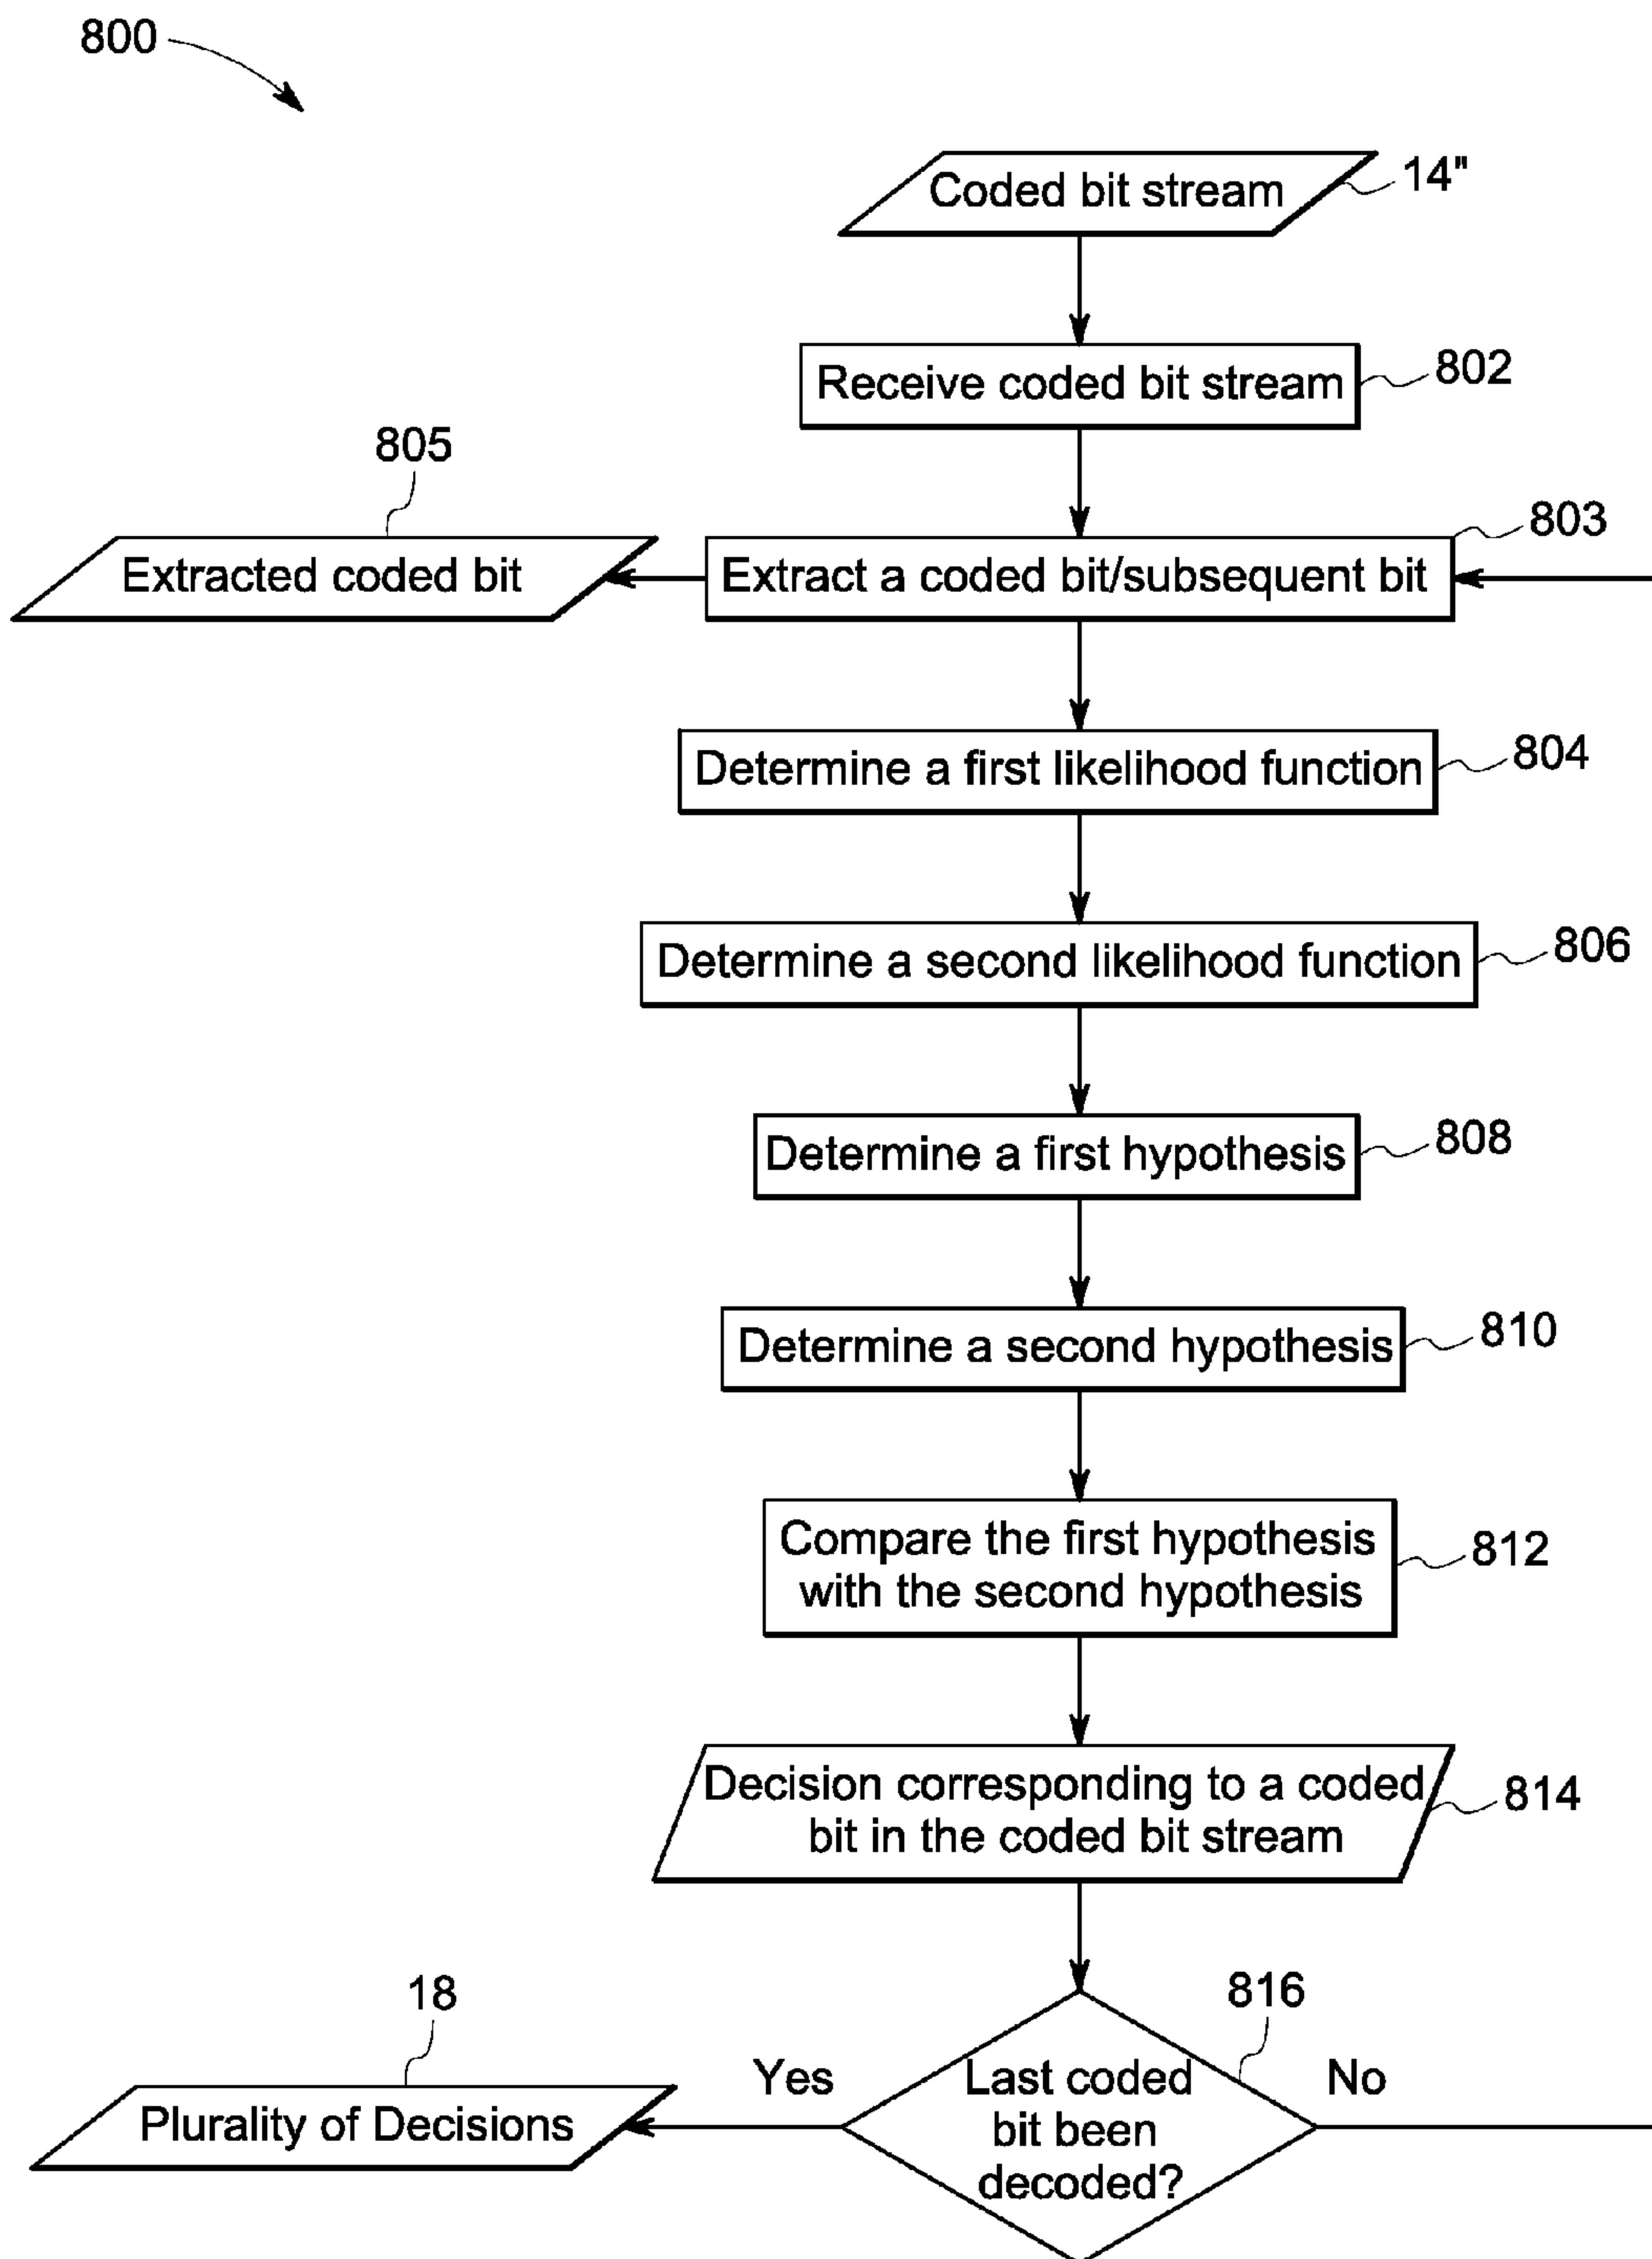 800
Coded bit stream
14"
Receive coded bit stream
802
805
803
Extracted coded bit
Extract a coded bit/subsequent bit
Determine a first likelihood function
804
Determine a second likelihood function
806
Determine a first hypothesis
808
Determine a second hypothesis
810
Compare the first hypothesis
with the second hypothesis
812
Decision corresponding to a coded
bit in the coded bit stream
814
18
816
Yes
No
Last coded
bit been
decoded?
Plurality of Decisions